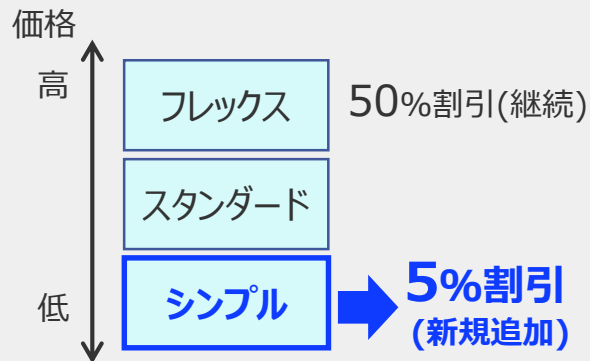 価格
高
フレックス
50%割引(継続)
スタンダード
低
シンプル
5%割引
(新規追加)